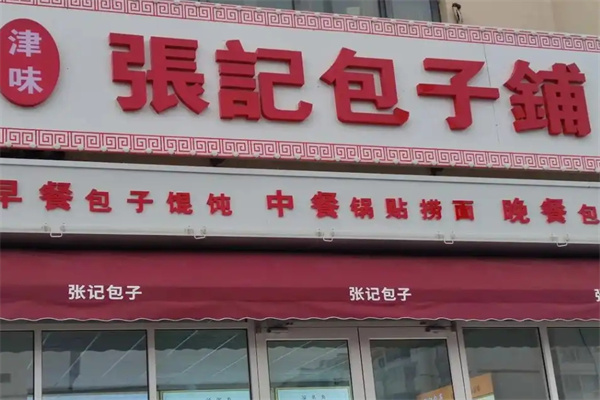 津味
張記包子鋪
早餐包子馄饨 中餐锅贴捞面 晚餐包
张记包子 张记包子 张